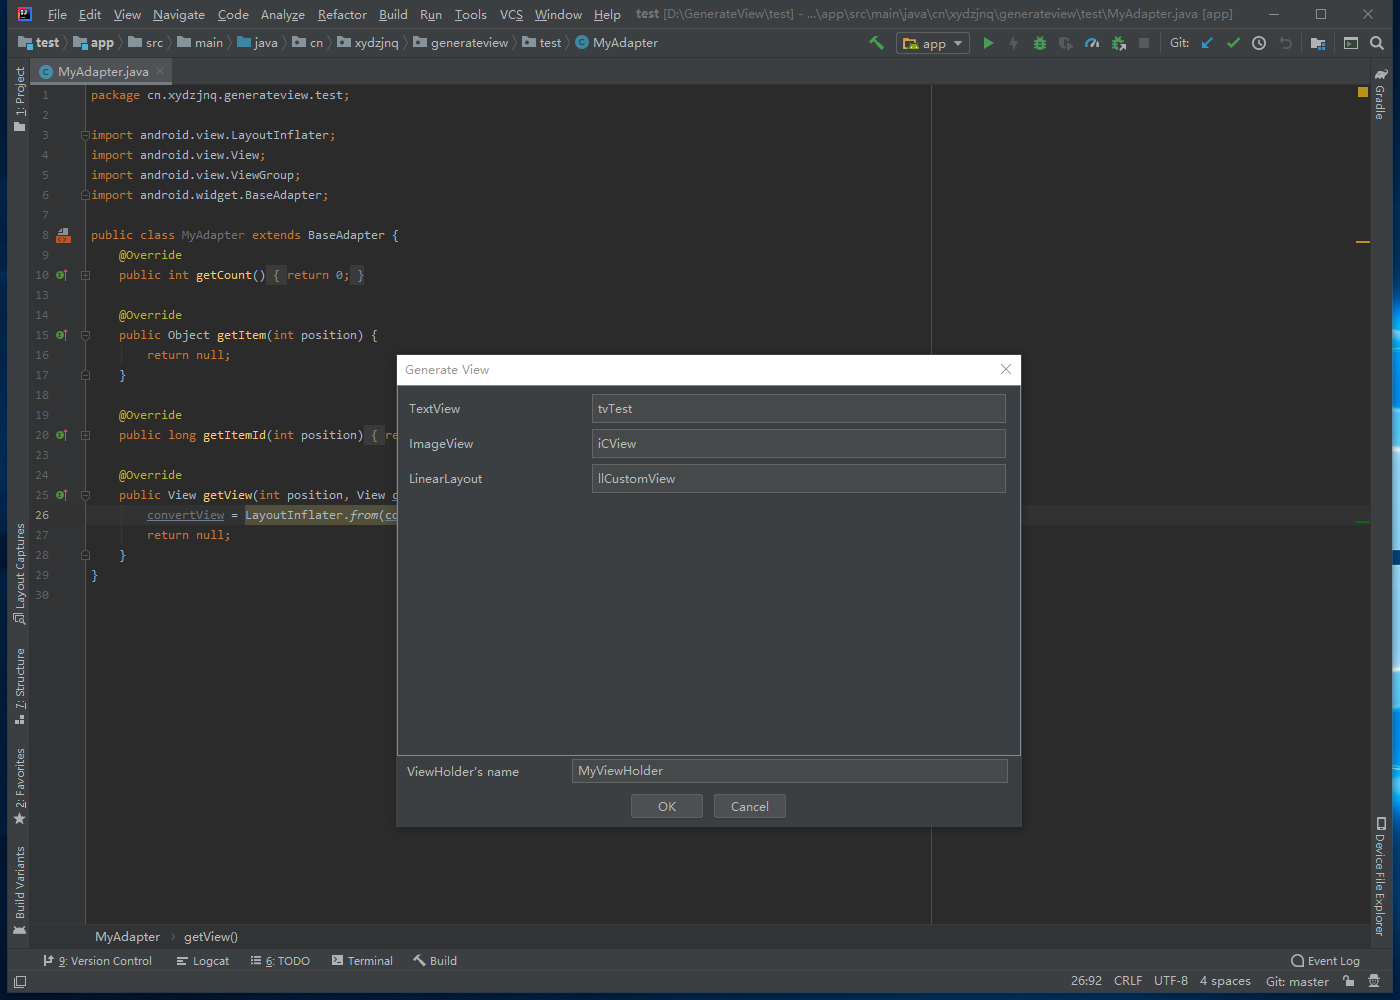 File Edit View Navigate Code Analyze Refactor Build Run Tools VCS Window Help test [D:\GenerateView\test] - ...\app\src\main\java\cn\xydzjnq\generateview\test\MyAdapter.java [app]
test app src main java cn xydzjnq generateview test MyAdapter app Git:
MyAdapter.java
1: Project
Layout Captures
7: Structure
2: Favorites
Build Variants
1 package cn.xydzjnq.generateview.test;
2
3 import android.view.LayoutInflater;
4 import android.view.View;
5 import android.view.ViewGroup;
6 import android.widget.BaseAdapter;
7
8 public class MyAdapter extends BaseAdapter {
9 @Override
10 public int getCount() { return 0; }
13
14 @Override
15 public Object getItem(int position) {
16 return null;
17 }
18
19 @Override
20 public long getItemId(int position) { re
23
24 @Override
25 public View getView(int position, View c
26 convertView = LayoutInflater.from(co
27 return null;
28 }
29 }
30
Generate View
TextView tvTest
ImageView iCView
LinearLayout llCustomView
ViewHolder's name MyViewHolder
OK Cancel
Gradle
Device File Explorer
MyAdapter getView()
9: Version Control Logcat 6: TODO Terminal Build Event Log
26:92 CRLF UTF-8 4 spaces Git: master